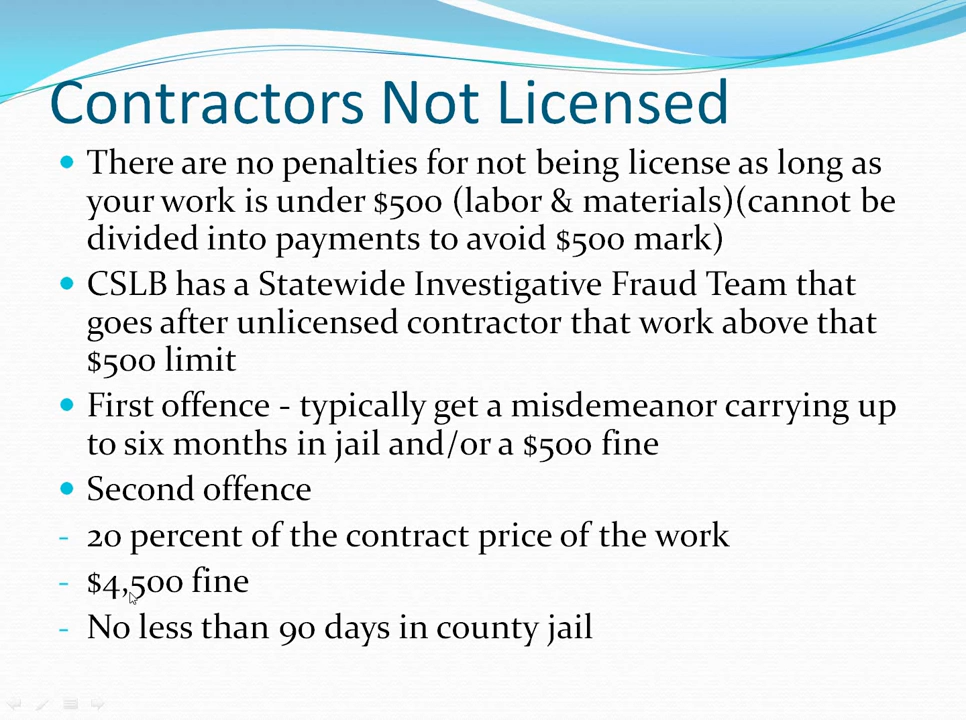 Contractors Not Licensed
• There are no penalties for not being license as long as
your work is under $500 (labor & materials)(cannot be
divided into payments to avoid $500 mark)
• CSLB has a Statewide Investigative Fraud Team that
goes after unlicensed contractor that work above that
$500 limit
• First offence - typically get a misdemeanor carrying up
to six months in jail and/or a $500 fine
• Second offence
- 20 percent of the contract price of the work
- $4,500 fine
- No less than 90 days in county jail